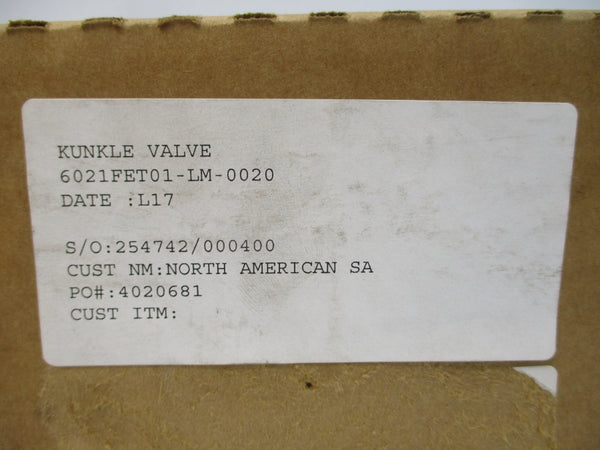 KUNKLE VALVE
6021FET01-LM-0020
DATE :L17
S/O:254742/000400
CUST NM:NORTH AMERICAN SA
PO#:4020681
CUST ITM: